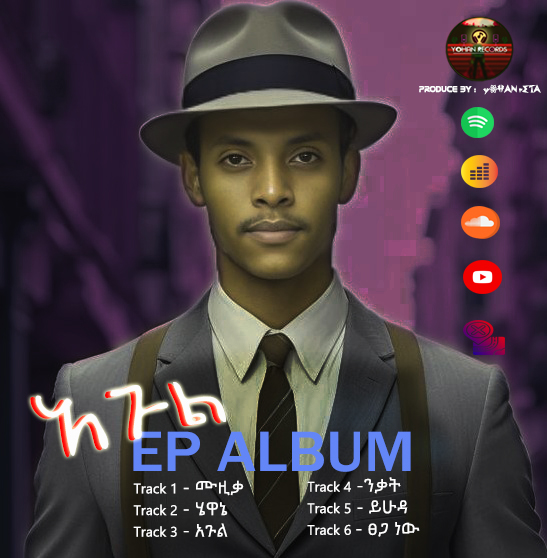 YOHAN RECORDS
PRODUCE BY :
አጉል
EP ALBUM
Track 1 - ሙዚቃ
Track 2 - ሄዋኔ
Track 3 - አጉል
Track 4 -ንቃት
Track 5 - ይሁዳ
Track 6 - ፀጋ ነው